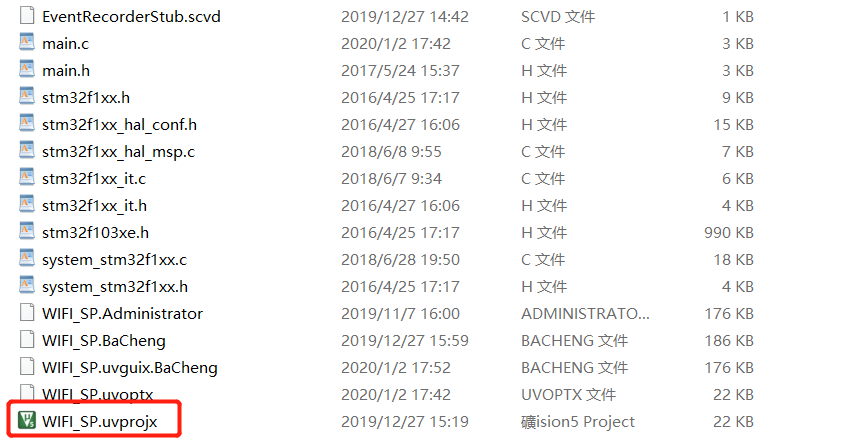 EventRecorderStub.scvd 2019/12/27 14:42 SCVD 文件 1 KB
main.c 2020/1/2 17:42 C 文件 3 KB
main.h 2017/5/24 15:37 H 文件 3 KB
stm32f1xx.h 2016/4/25 17:17 H 文件 9 KB
stm32f1xx_hal_conf.h 2016/4/27 16:06 H 文件 15 KB
stm32f1xx_hal_msp.c 2018/6/8 9:55 C 文件 7 KB
stm32f1xx_it.c 2018/6/7 9:34 C 文件 6 KB
stm32f1xx_it.h 2016/4/27 16:06 H 文件 4 KB
stm32f103xe.h 2016/4/25 17:17 H 文件 990 KB
system_stm32f1xx.c 2018/6/28 19:50 C 文件 18 KB
system_stm32f1xx.h 2016/4/25 17:17 H 文件 4 KB
WIFI_SP.Administrator 2019/11/7 16:00 ADMINISTRATO... 176 KB
WIFI_SP.BaCheng 2019/12/27 15:59 BACHENG 文件 186 KB
WIFI_SP.uvguix.BaCheng 2020/1/2 17:52 BACHENG 文件 176 KB
WIFI_SP.uvoptx 2020/1/2 17:42 UVOPTX 文件 22 KB
WIFI_SP.uvprojx 2019/12/27 15:19 礦ision5 Project 22 KB